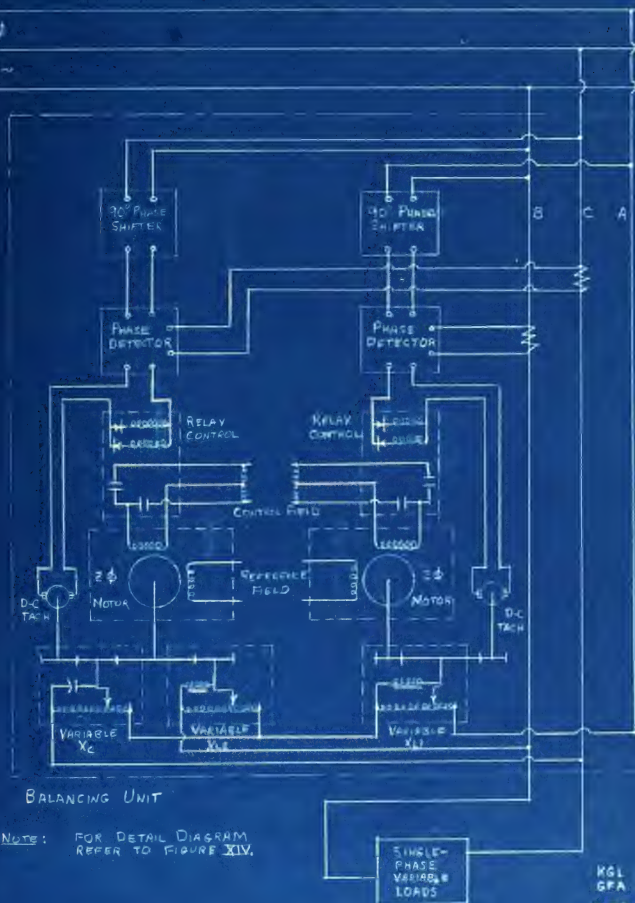 90° PHASE
SHIFTER
90° PHASE
SHIFTER
B C A
PHASE
DETECTOR
PHASE
DETECTOR
RELAY
CONTROL
RELAY
CONTROL
CONTROL FIELD
2Φ
MOTOR
REFERENCE
FIELD
2Φ
MOTOR
D-C
TACH
D-C
TACH
VARIABLE
XC
VARIABLE
XL2
VARIABLE
XL1
BALANCING UNIT
NOTE: FOR DETAIL DIAGRAM
REFER TO FIGURE XIV.
SINGLE-
PHASE
VARIABLE
LOADS
KGL
GFA